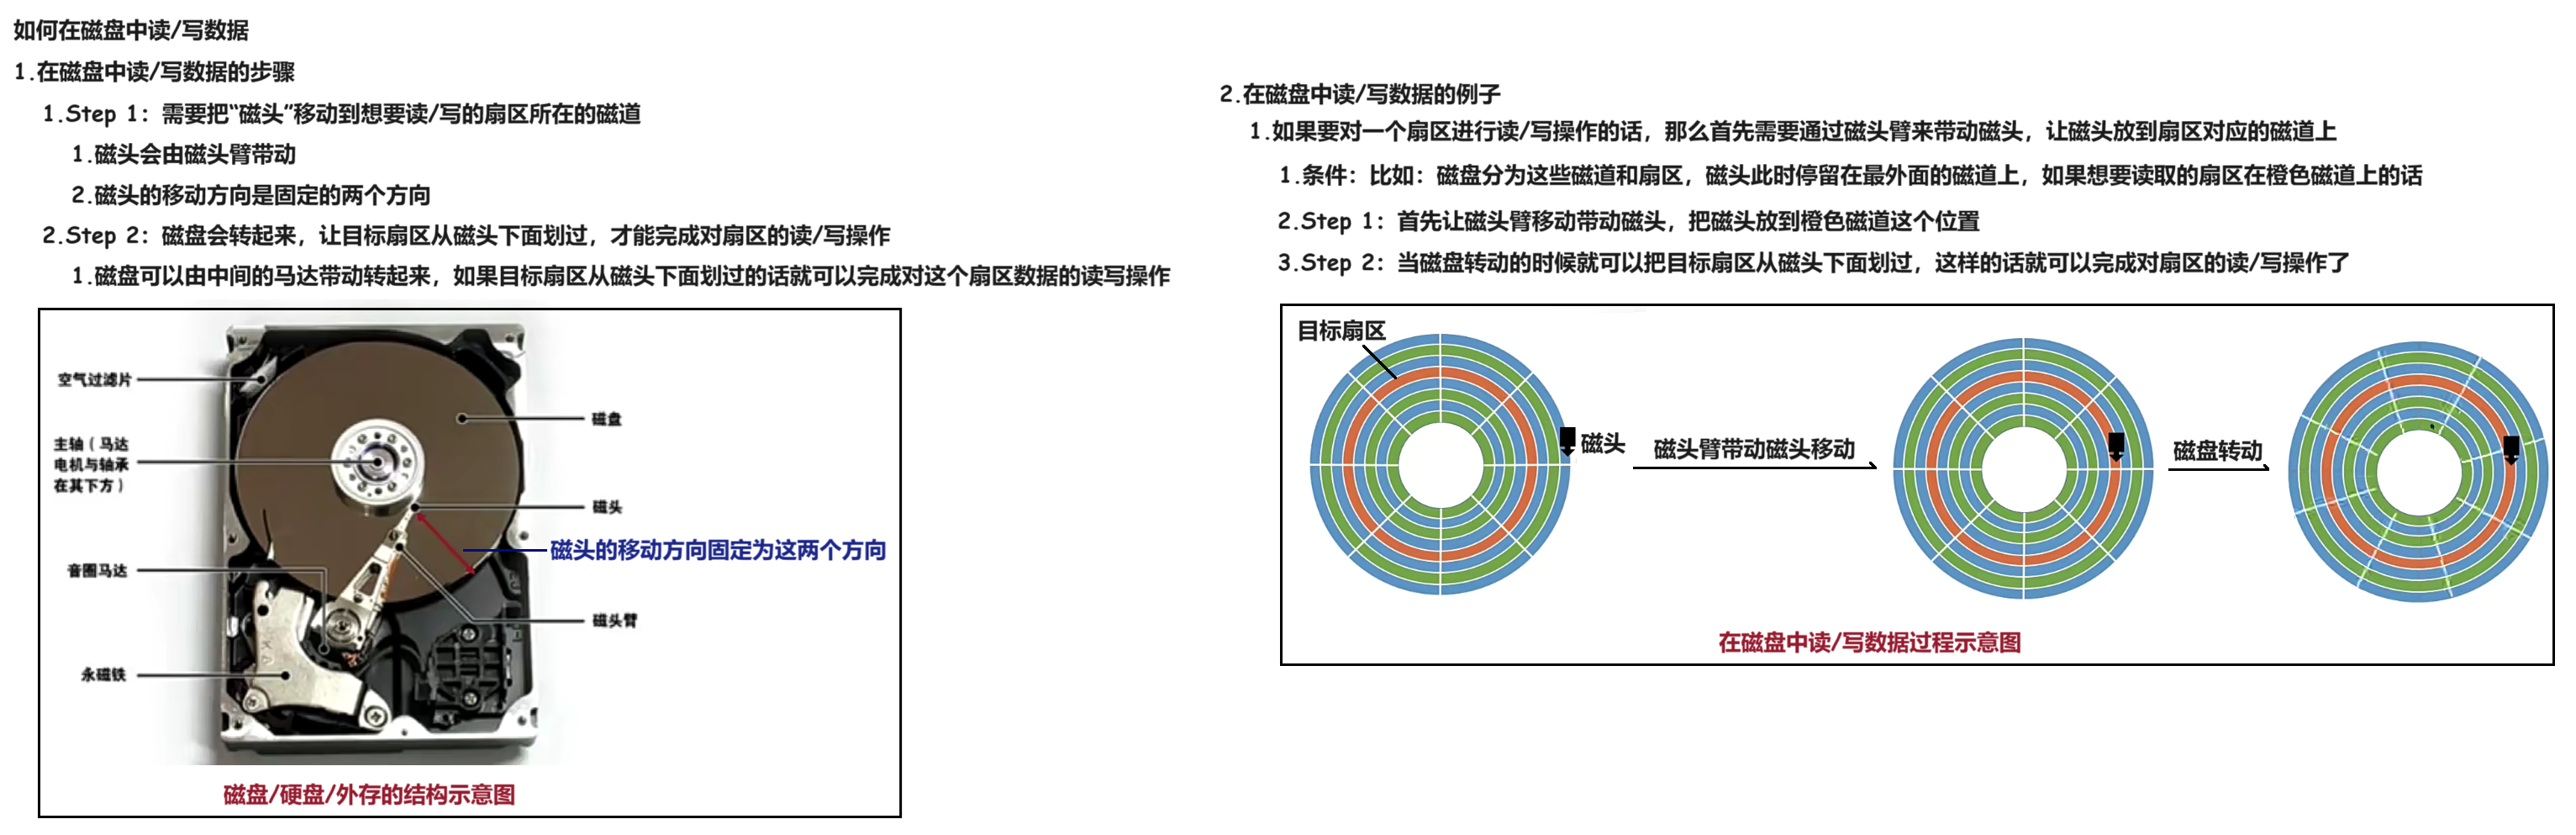 如何在磁盘中读/写数据
1.在磁盘中读/写数据的步骤
1.Step 1：需要把“磁头”移动到想要读/写的扇区所在的磁道
1.磁头会由磁头臂带动
2.磁头的移动方向是固定的两个方向
2.Step 2：磁盘会转起来，让目标扇区从磁头下面划过，才能完成对扇区的读/写操作
1.磁盘可以由中间的马达带动转起来，如果目标扇区从磁头下面划过的话就可以完成对这个扇区数据的读写操作
空气过滤片
磁盘
主轴（马达
电机与轴承
在其下方）
磁头
磁头的移动方向固定为这两个方向
音圈马达
磁头臂
永磁铁
磁盘/硬盘/外存的结构示意图
2.在磁盘中读/写数据的例子
1.如果要对一个扇区进行读/写操作的话，那么首先需要通过磁头臂来带动磁头，让磁头放到扇区对应的磁道上
1.条件：比如：磁盘分为这些磁道和扇区，磁头此时停留在最外面的磁道上，如果想要读取的扇区在橙色磁道上的话
2.Step 1：首先让磁头臂移动带动磁头，把磁头放到橙色磁道这个位置
3.Step 2：当磁盘转动的时候就可以把目标扇区从磁头下面划过，这样的话就可以完成对扇区的读/写操作了
目标扇区
磁头
磁头臂带动磁头移动
磁盘转动
在磁盘中读/写数据过程示意图